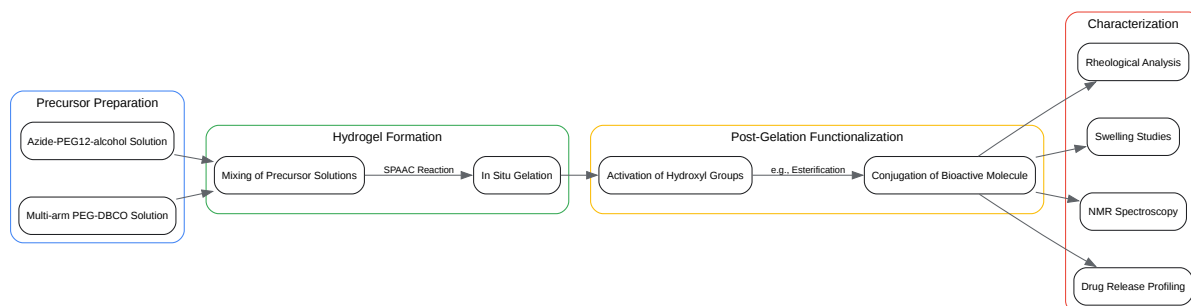 Precursor Preparation
Azide-PEG12-alcohol Solution
Multi-arm PEG-DBCO Solution
Hydrogel Formation
Mixing of Precursor Solutions
SPAAC Reaction
In Situ Gelation
Post-Gelation Functionalization
Activation of Hydroxyl Groups
e.g., Esterification
Conjugation of Bioactive Molecule
Characterization
Rheological Analysis
Swelling Studies
NMR Spectroscopy
Drug Release Profiling